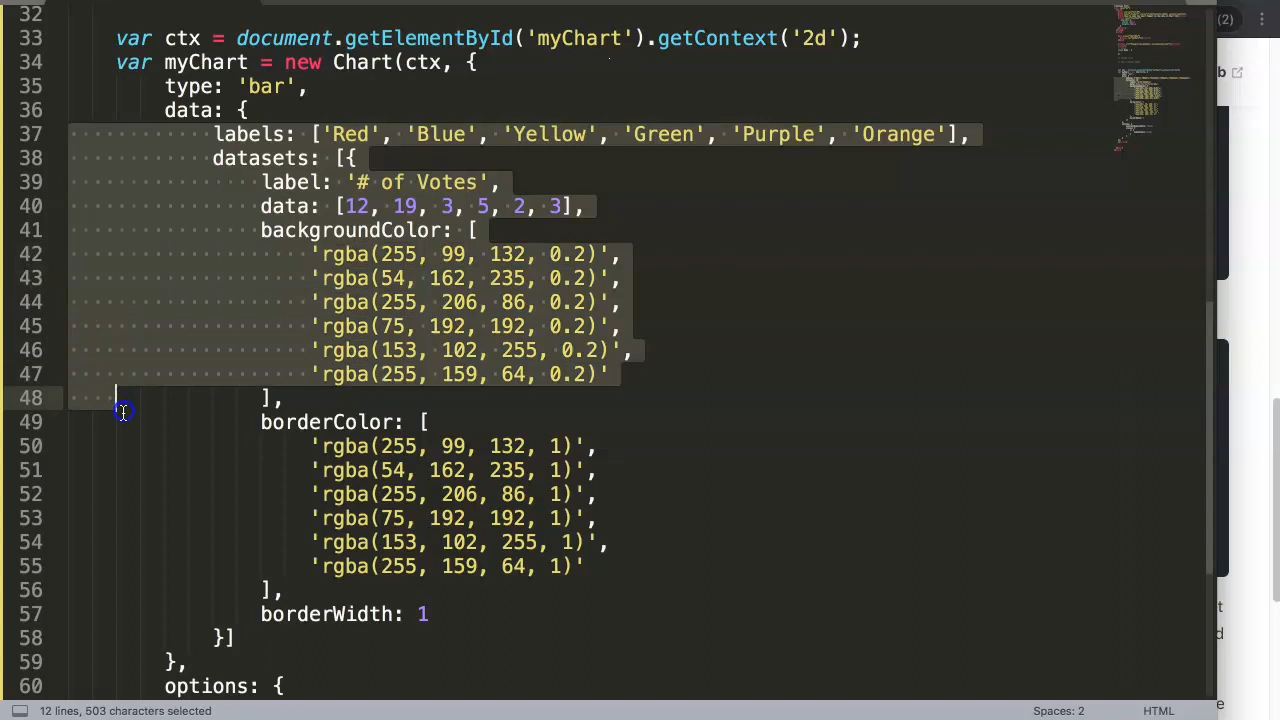 32
33 var ctx = document.getElementById('myChart').getContext('2d');
34 var myChart = new Chart(ctx, {
35 type: 'bar',
36 data: {
37 labels: ['Red', 'Blue', 'Yellow', 'Green', 'Purple', 'Orange'],
38 datasets: [{
39 label: '# of Votes',
40 data: [12, 19, 3, 5, 2, 3],
41 backgroundColor: [
42 'rgba(255, 99, 132, 0.2)',
43 'rgba(54, 162, 235, 0.2)',
44 'rgba(255, 206, 86, 0.2)',
45 'rgba(75, 192, 192, 0.2)',
46 'rgba(153, 102, 255, 0.2)',
47 'rgba(255, 159, 64, 0.2)'
48 ],
49 borderColor: [
50 'rgba(255, 99, 132, 1)',
51 'rgba(54, 162, 235, 1)',
52 'rgba(255, 206, 86, 1)',
53 'rgba(75, 192, 192, 1)',
54 'rgba(153, 102, 255, 1)',
55 'rgba(255, 159, 64, 1)'
56 ],
57 borderWidth: 1
58 }]
59 },
60 options: {
12 lines, 503 characters selected
Spaces: 2
HTML
(2)
b
t
d
e